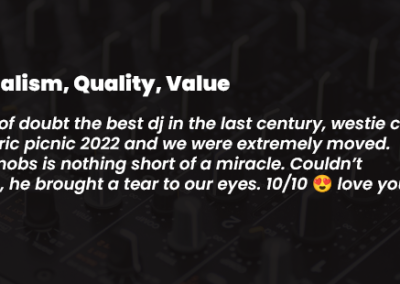 alism, Quality, Value
of doubt the best dj in the last century, westie c
ric picnic 2022 and we were extremely moved.
nobs is nothing short of a miracle. Couldn't
, he brought a tear to our eyes. 10/10 😍 love you